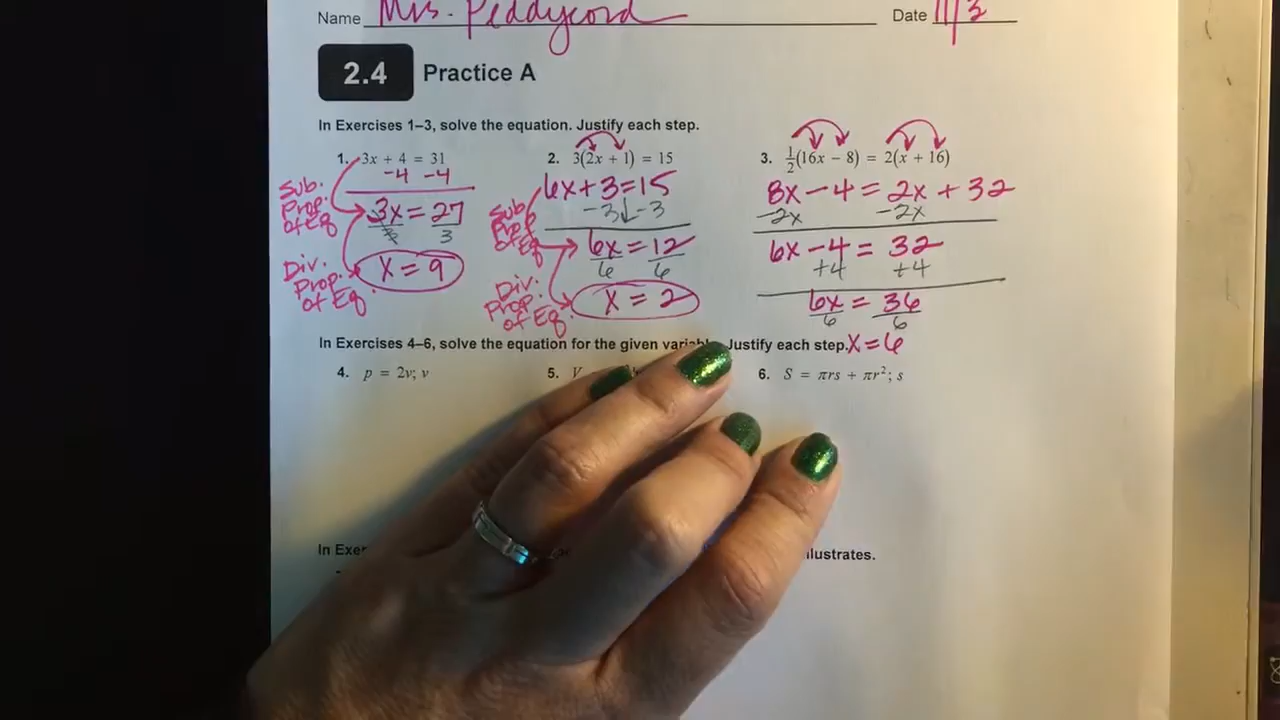 Name Mrs. Peddycord Date 11/3
2.4 Practice A
In Exercises 1–3, solve the equation. Justify each step.
1. 3x + 4 = 31
-4 -4
Sub. Prop. of Eq
3x = 27
3 3
Div. Prop. of Eq.
x = 9
2. 3(2x + 1) = 15
6x + 3 = 15
-3 -3
Sub Prop of Eq
6x = 12
6 6
Div. Prop. of Eq.
x = 2
3. 1/2(16x − 8) = 2(x + 16)
8x − 4 = 2x + 32
-2x -2x
6x − 4 = 32
+4 +4
6x = 36
6 6
x = 6
In Exercises 4–6, solve the equation for the given Justify each step.
4. p = 2v; v
5. V
6. S = πrs + πr²; s
In